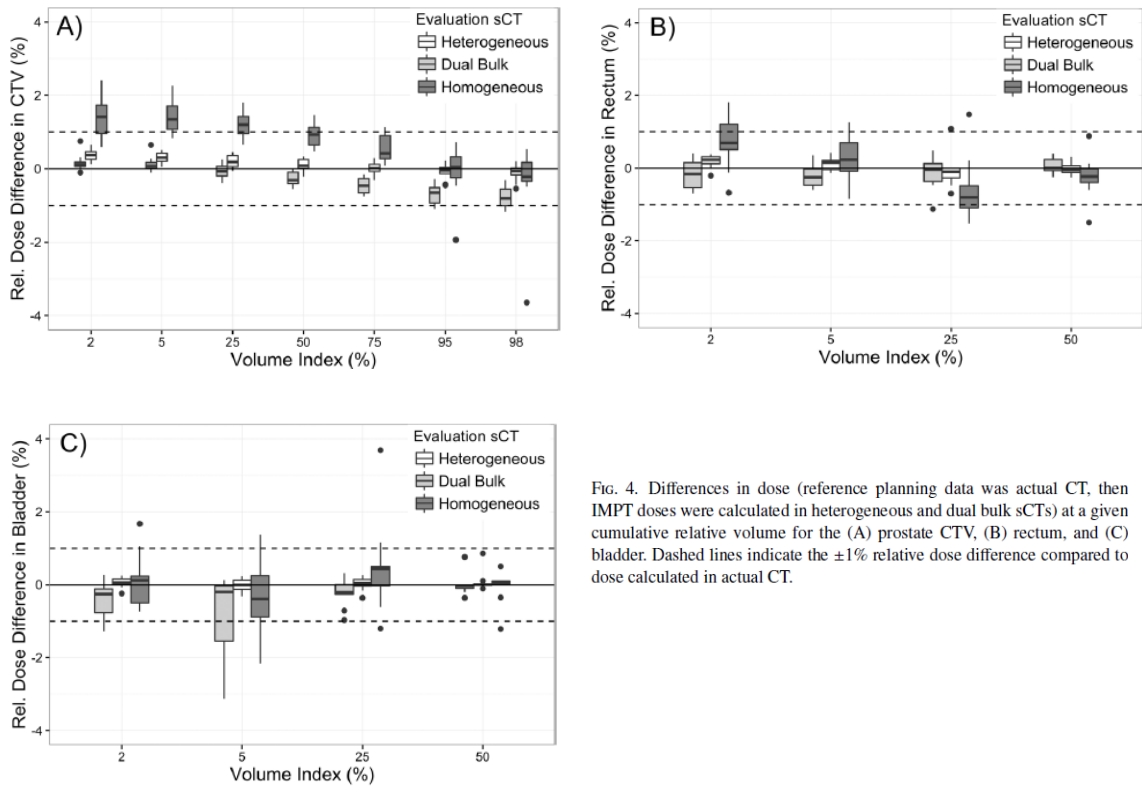 A)
Evaluation sCT
Heterogeneous
Dual Bulk
Homogeneous
Rel. Dose Difference in CTV (%)
4
2
0
-2
-4
2 5 25 50 75 95 98
Volume Index (%)
B)
Evaluation sCT
Heterogeneous
Dual Bulk
Homogeneous
Rel. Dose Difference in Rectum (%)
4
2
0
-2
-4
2 5 25 50
Volume Index (%)
C)
Evaluation sCT
Heterogeneous
Dual Bulk
Homogeneous
Rel. Dose Difference in Bladder (%)
4
2
0
-2
-4
2 5 25 50
Volume Index (%)
FIG. 4. Differences in dose (reference planning data was actual CT, then
IMPT doses were calculated in heterogeneous and dual bulk sCTs) at a given
cumulative relative volume for the (A) prostate CTV, (B) rectum, and (C)
bladder. Dashed lines indicate the ±1% relative dose difference compared to
dose calculated in actual CT.